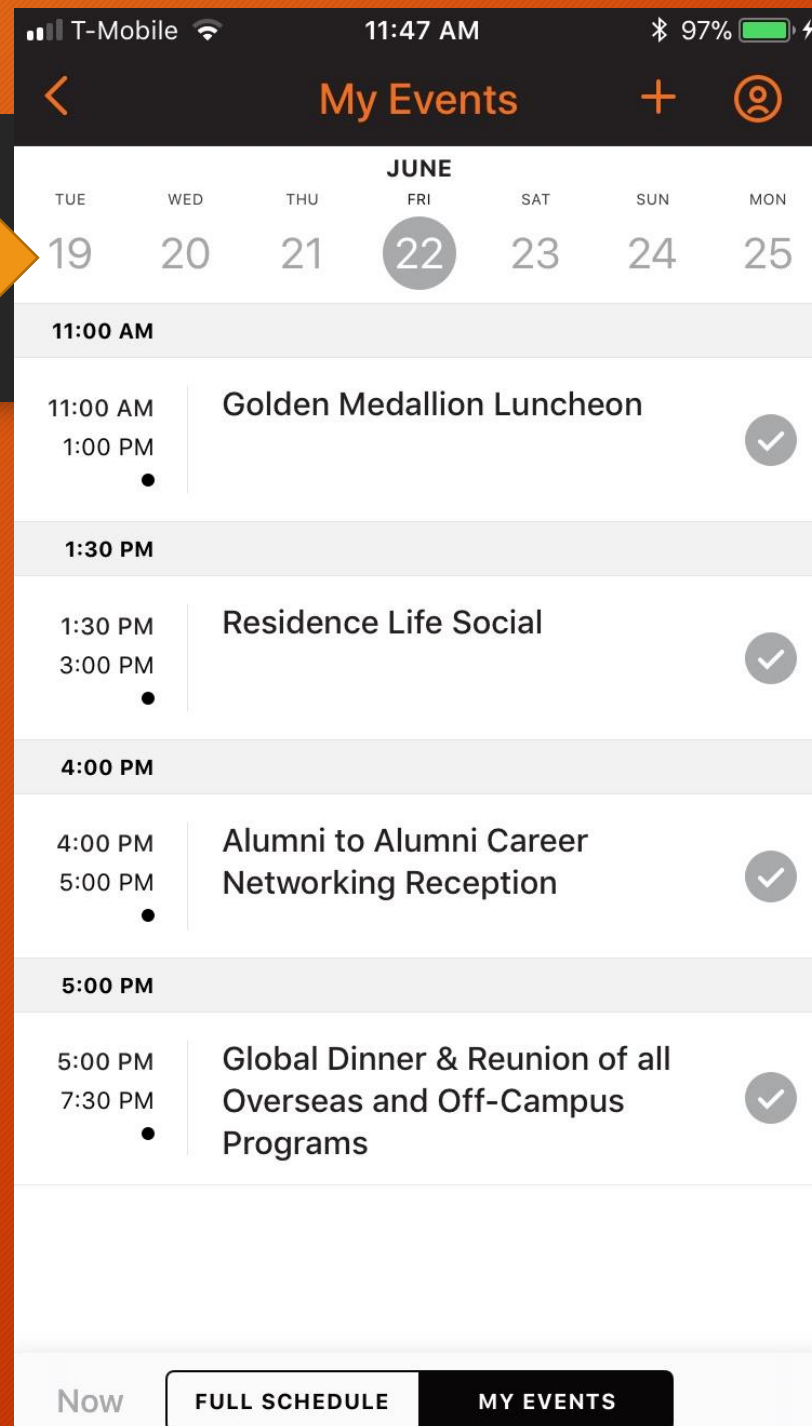 T-Mobile 11:47 AM 97%
My Events
JUNE
TUE WED THU FRI SAT SUN MON
19 20 21 22 23 24 25
11:00 AM
11:00 AM Golden Medallion Luncheon
1:00 PM
1:30 PM
1:30 PM Residence Life Social
3:00 PM
4:00 PM
4:00 PM Alumni to Alumni Career
5:00 PM Networking Reception
5:00 PM
5:00 PM Global Dinner & Reunion of all
7:30 PM Overseas and Off-Campus
Programs
Now FULL SCHEDULE MY EVENTS